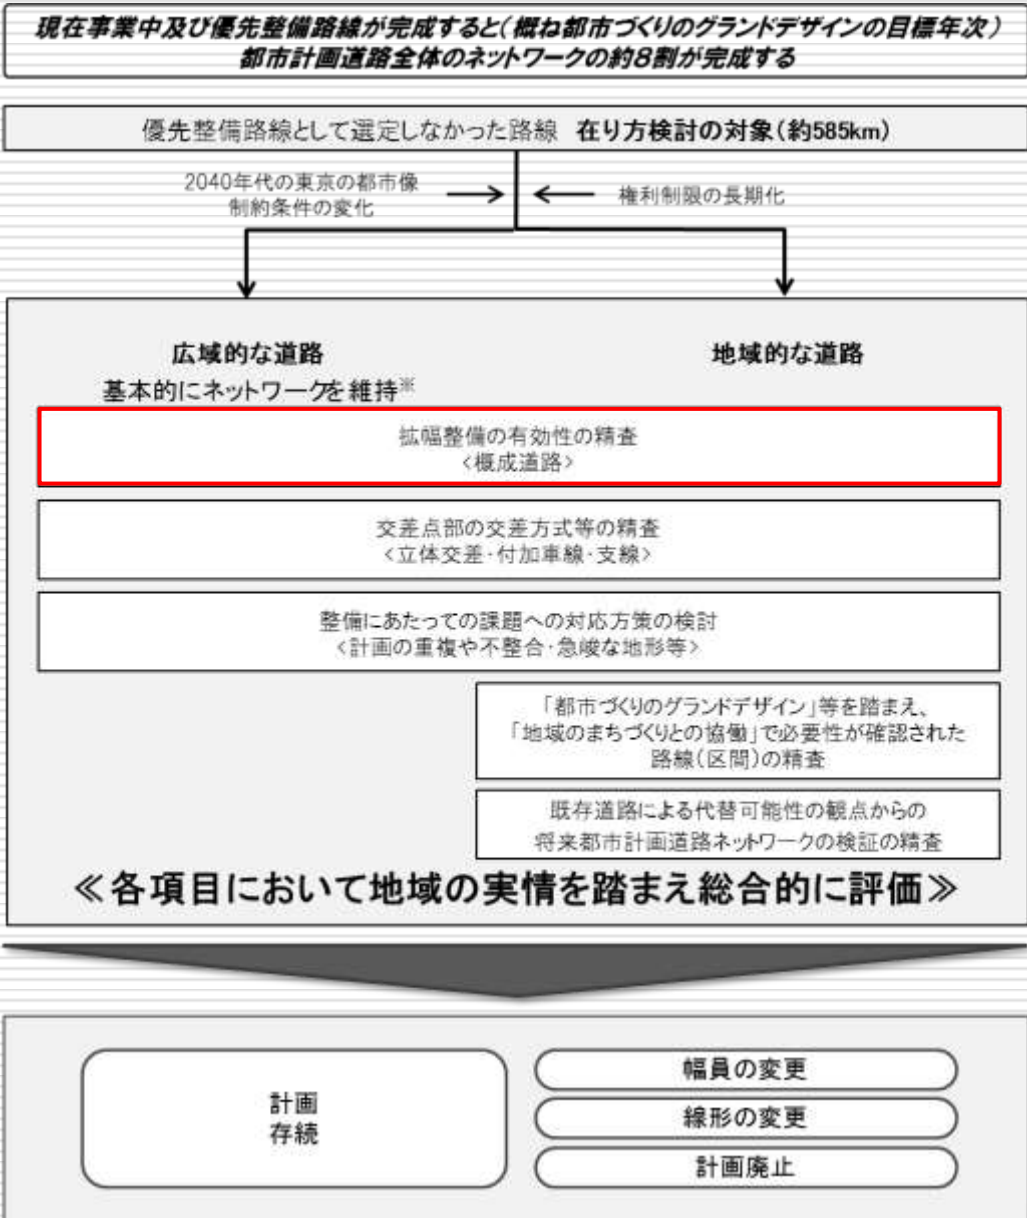 現在事業中及び優先整備路線が完成すると(概ね都市づくりのグランドデザインの目標年次)
都市計画道路全体のネットワークの約8割が完成する
優先整備路線として選定しなかった路線　在り方検討の対象(約585km)
2040年代の東京の都市像
制約条件の変化
権利制限の長期化
広域的な道路
基本的にネットワークを維持※
地域的な道路
拡幅整備の有効性の精査
<概成道路>
交差点部の交差方式等の精査
<立体交差・付加車線・支線>
整備にあたっての課題への対応方策の検討
<計画の重複や不整合・急峻な地形等>
「都市づくりのグランドデザイン」等を踏まえ、
「地域のまちづくりとの協働」で必要性が確認された
路線(区間)の精査
既存道路による代替可能性の観点からの
将来都市計画道路ネットワークの検証の精査
≪各項目において地域の実情を踏まえ総合的に評価≫
計画
存続
幅員の変更
線形の変更
計画廃止